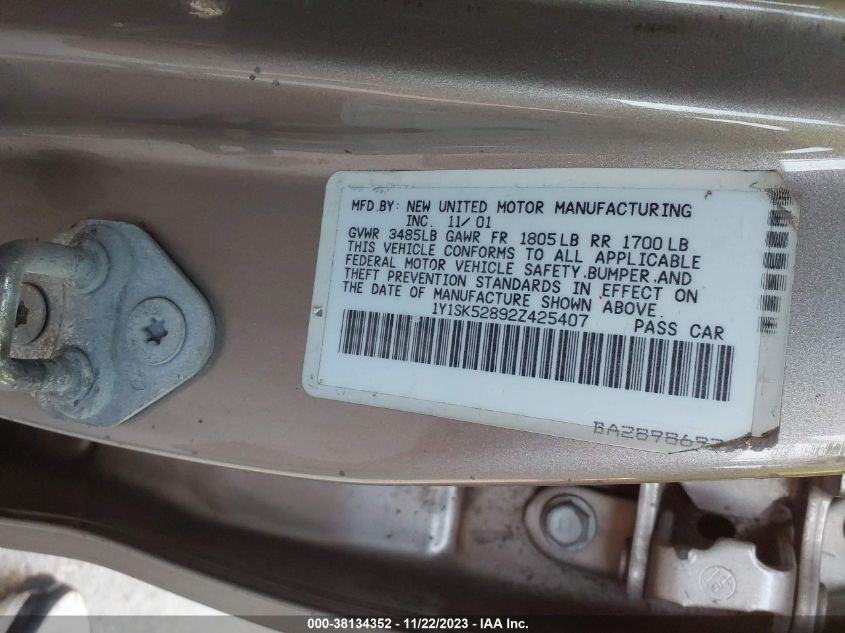 MFD.BY: NEW UNITED MOTOR MANUFACTURING
INC. 11/01
GVWR 3485LB GAWR FR 1805LB RR 1700LB
THIS VEHICLE CONFORMS TO ALL APPLICABLE
FEDERAL MOTOR VEHICLE SAFETY.BUMPER.AND
THEFT PREVENTION STANDARDS IN EFFECT ON
THE DATE OF MANUFACTURE SHOWN ABOVE.
1Y1SK52892Z425407 PASS CAR
000-38134352 - 11/22/2023 - IAA Inc.